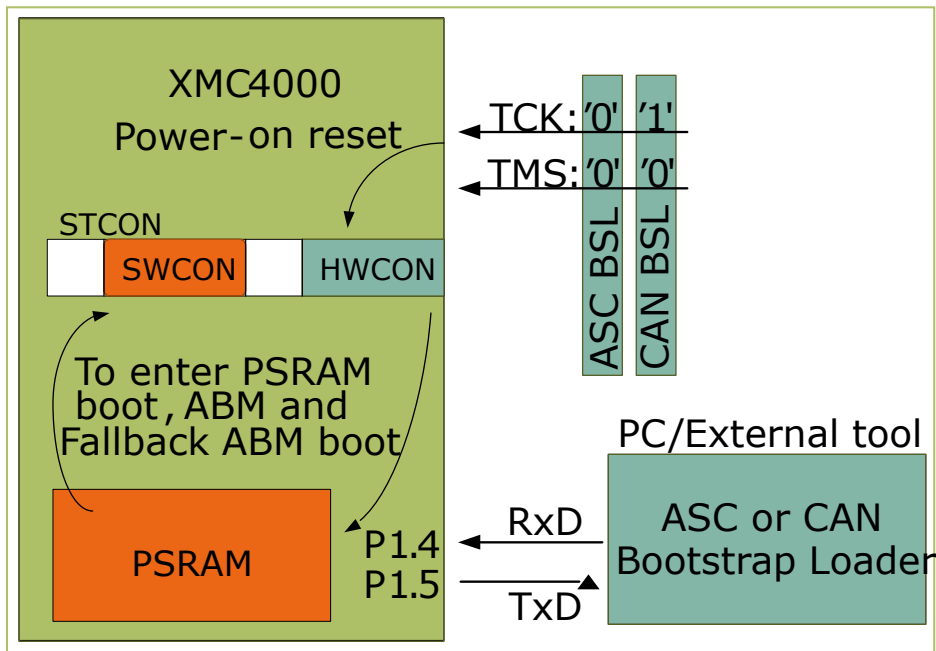 XMC4000
Power-on reset
STCON
SWCON
HWCON
To enter PSRAM
boot, ABM and
Fallback ABM boot
PSRAM
P1.4
P1.5
TCK: '0' '1'
TMS: '0' '0'
ASC BSL
CAN BSL
PC/External tool
RxD
TxD
ASC or CAN
Bootstrap Loader